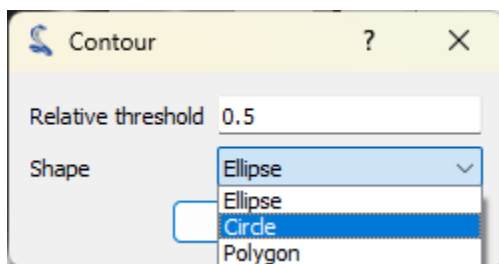 Contour ?
Relative threshold 0.5
Shape Ellipse
Ellipse
Circle
Polygon